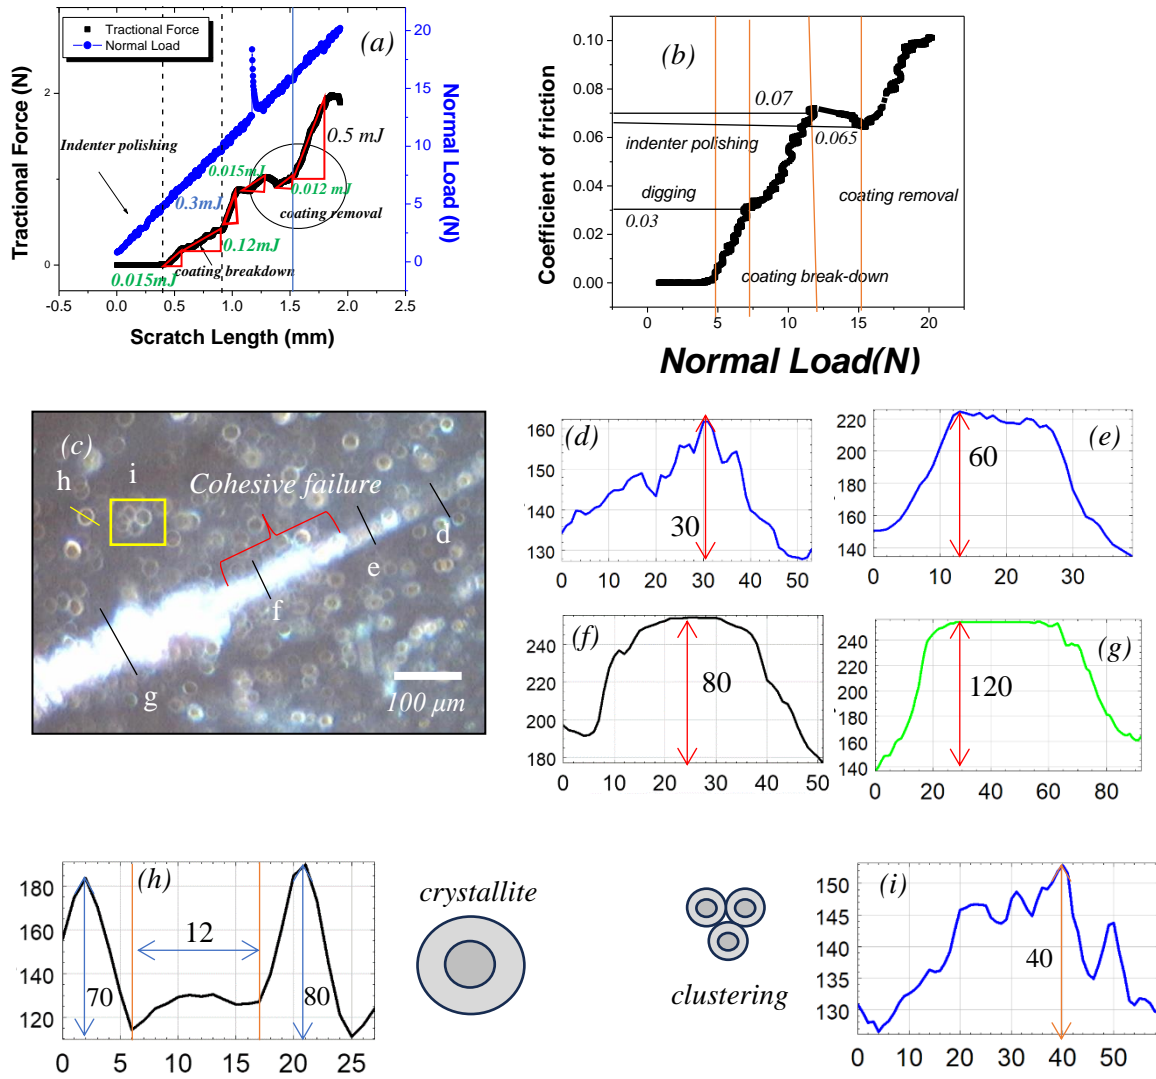 Tractional Force
Normal Load
(a)
Tractional Force (N)
2
1
0
20
15
10
5
0
Normal Load (N)
Indenter polishing
0.3mJ
0.015mJ
0.5 mJ
0.012 mJ
coating removal
0.12mJ
coating breakdown
0.015mJ
-0.5 0.0 0.5 1.0 1.5 2.0 2.5
Scratch Length (mm)
(b)
Coefficient of friction
0.10
0.08
0.06
0.04
0.02
0.00
0.07
0.065
indenter polishing
digging
coating removal
0.03
coating break-down
0 5 10 15 20
Normal Load(N)
(c)
h
i
Cohesive failure
d
e
f
g
100 µm
(d)
160
150
140
130
30
0 10 20 30 40 50
(e)
220
200
180
160
140
60
0 10 20 30
(f)
240
220
200
180
80
0 10 20 30 40 50
(g)
240
220
200
180
160
140
120
0 20 40 60 80
(h)
180
160
140
120
12
70
80
0 5 10 15 20 25
crystallite
clustering
(i)
150
145
140
135
130
40
0 10 20 30 40 50